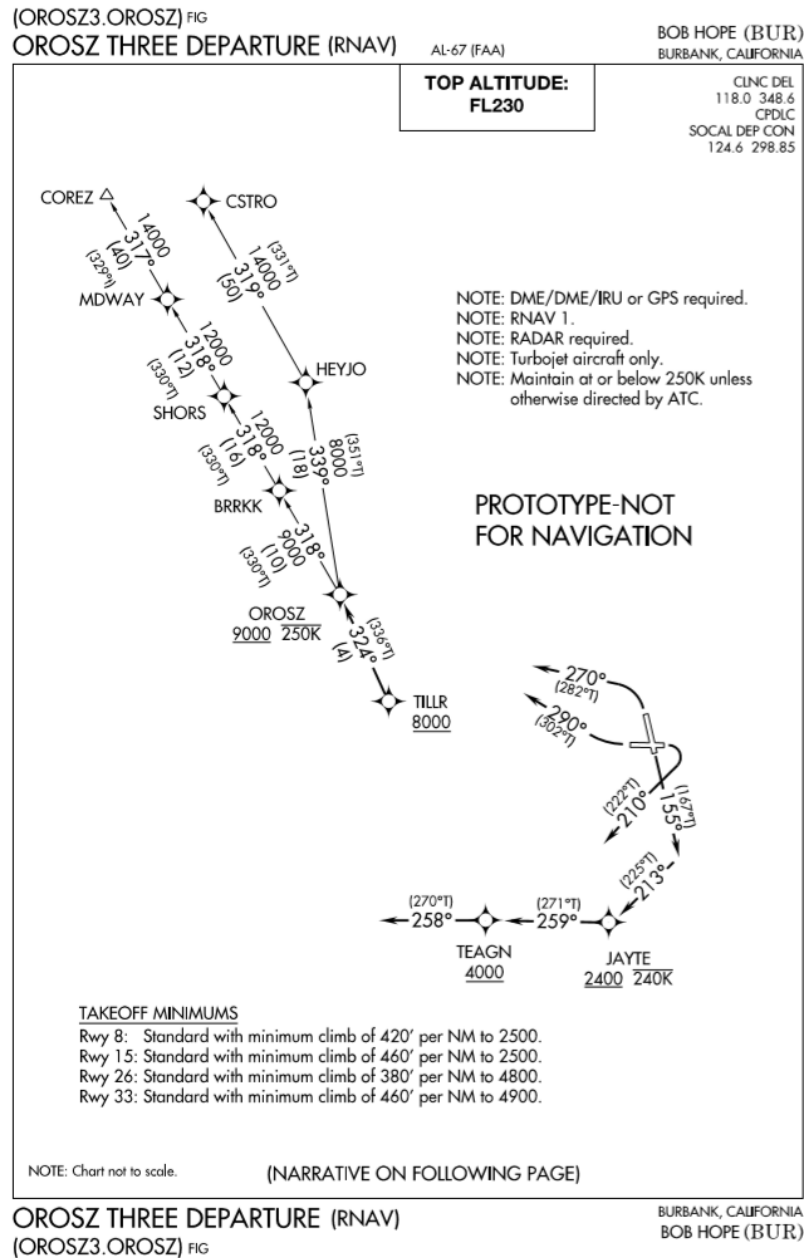 (OROSZ3.OROSZ) FIG
OROSZ THREE DEPARTURE (RNAV)
AL-67 (FAA)
BOB HOPE (BUR)
BURBANK, CALIFORNIA
TOP ALTITUDE:
FL230
CLNC DEL
118.0 348.6
CPDLC
SOCAL DEP CON
124.6 298.85
COREZ
CSTRO
14000
317°
(40)
(329°T)
(331°T)
14000
319°
(50)
MDWAY
12000
318°
(12)
(330°T)
SHORS
HEYJO
12000
318°
(16)
(330°T)
(351°T)
8000
339°
(18)
BRRKK
318°
9000
(10)
(330°T)
OROSZ
9000 250K
(336°T)
324°
(4)
TILLR
8000
NOTE: DME/DME/IRU or GPS required.
NOTE: RNAV 1.
NOTE: RADAR required.
NOTE: Turbojet aircraft only.
NOTE: Maintain at or below 250K unless
otherwise directed by ATC.
PROTOTYPE-NOT
FOR NAVIGATION
270°
(282°T)
290°
(302°T)
(222°T)
210°
(167°T)
155°
(225°T)
213°
(270°T)
258°
(271°T)
259°
TEAGN
4000
JAYTE
2400 240K
TAKEOFF MINIMUMS
Rwy 8: Standard with minimum climb of 420' per NM to 2500.
Rwy 15: Standard with minimum climb of 460' per NM to 2500.
Rwy 26: Standard with minimum climb of 380' per NM to 4800.
Rwy 33: Standard with minimum climb of 460' per NM to 4900.
NOTE: Chart not to scale.
(NARRATIVE ON FOLLOWING PAGE)
OROSZ THREE DEPARTURE (RNAV)
(OROSZ3.OROSZ) FIG
BURBANK, CALIFORNIA
BOB HOPE (BUR)